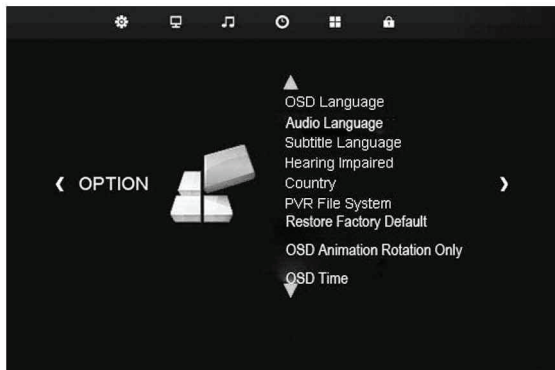 OSD Language
Audio Language
Subtitle Language
Hearing Impaired
OPTION
Country
PVR File System
Restore Factory Default
OSD Animation Rotation Only
OSD Time